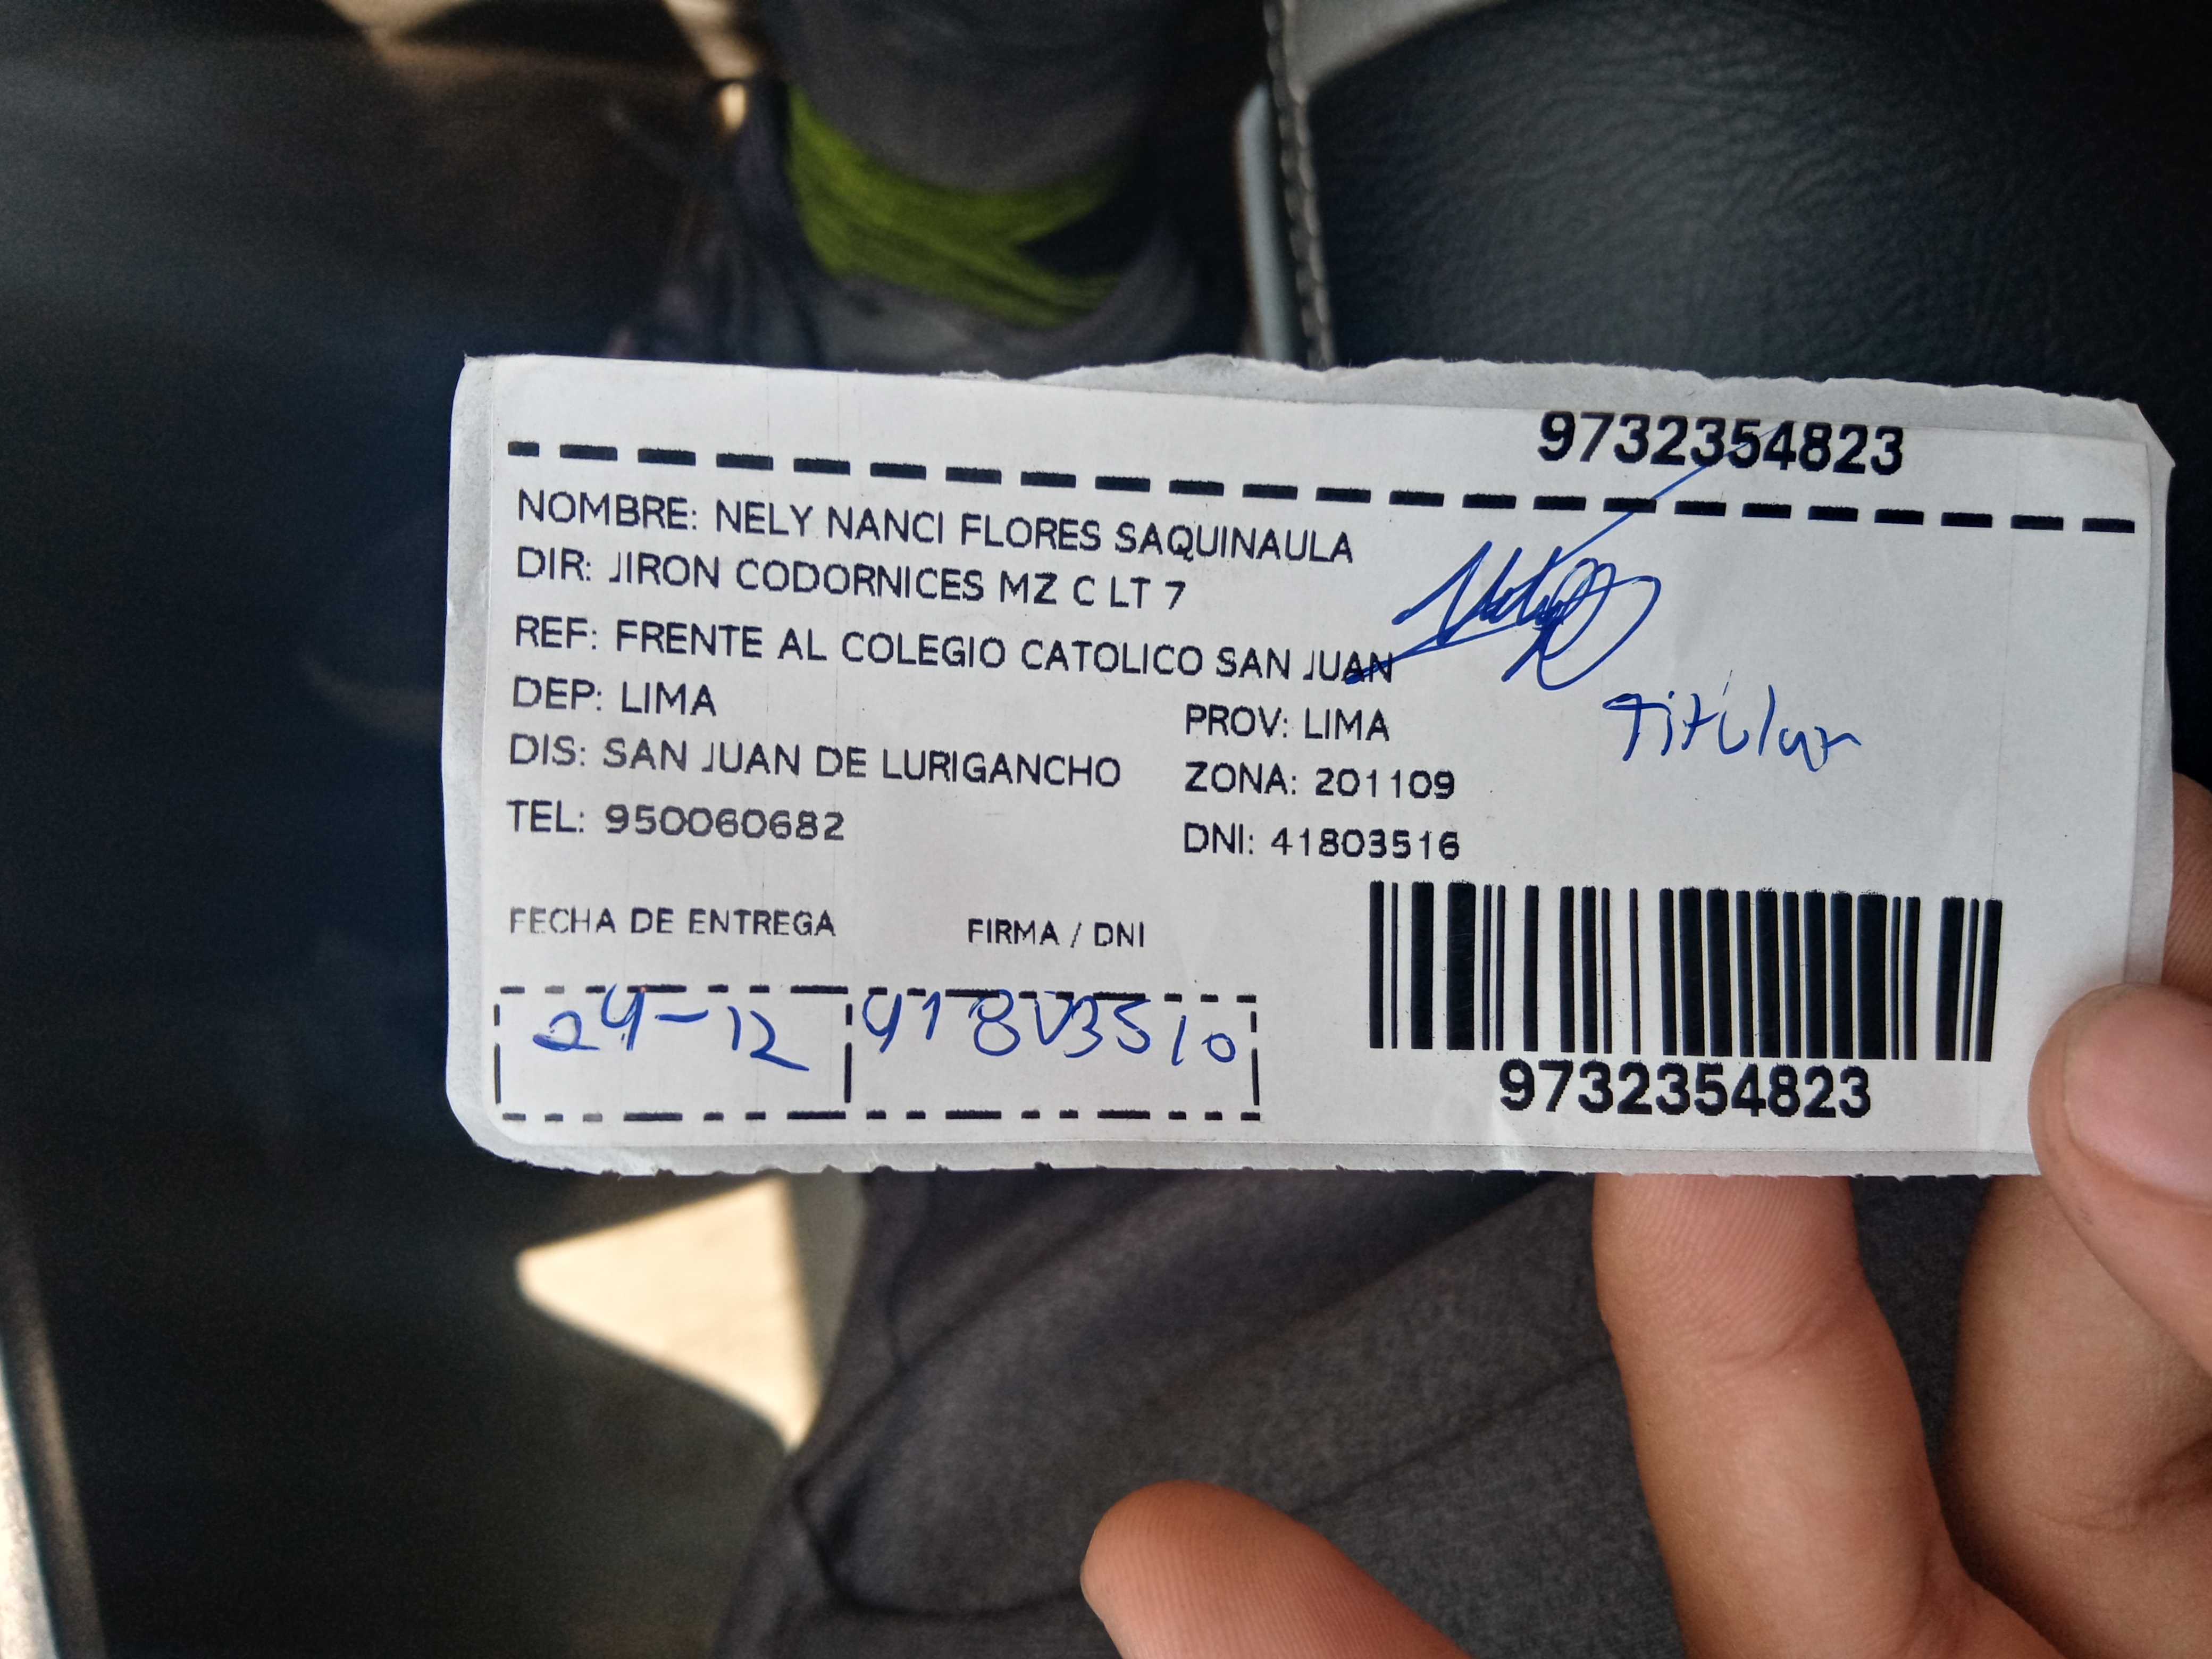 9732354823
NOMBRE: NELY NANCI FLORES SAQUINAULA
DIR: JIRON CODORNICES MZ C LT 7
REF: FRENTE AL COLEGIO CATOLICO SAN JUAN
DEP: LIMA
PROV: LIMA
Titular
DIS: SAN JUAN DE LURIGANCHO
ZONA: 201109
TEL: 950060682
DNI: 41803516
FECHA DE ENTREGA
FIRMA / DNI
24-12
41803516
9732354823